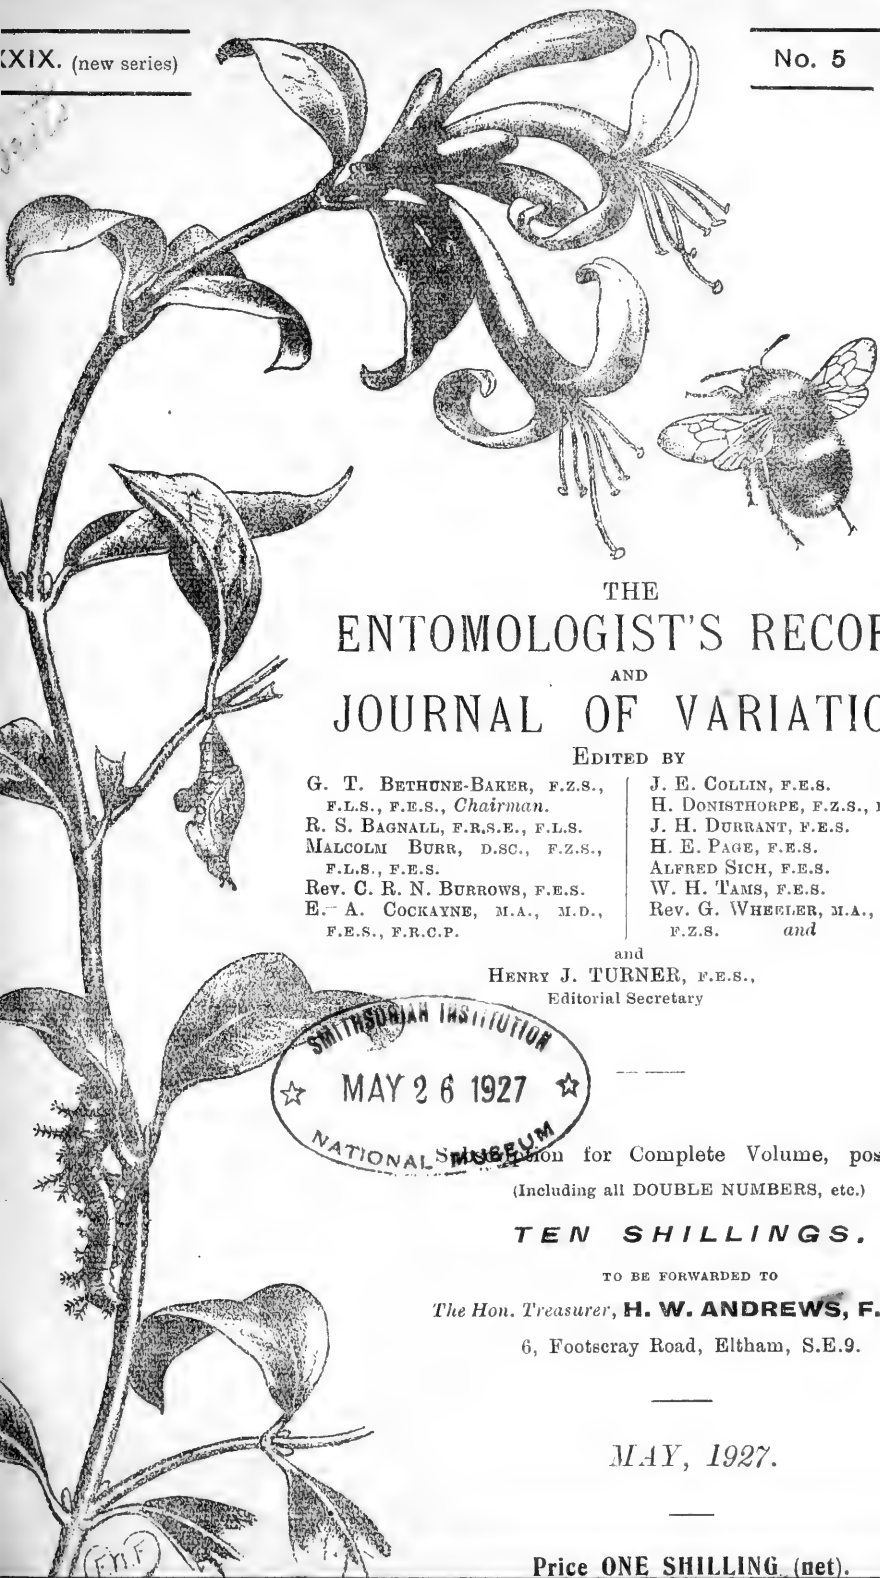 XXIX. (new series)
No. 5
THE
ENTOMOLOGIST'S RECOR
AND
JOURNAL OF VARIATIO
EDITED BY
G. T. BETHUNE-BAKER, F.Z.S.,
F.L.S., F.E.S., Chairman.
R. S. BAGNALL, F.R.S.E., F.L.S.
MALCOLM BURR, D.SC., F.Z.S.,
F.L.S., F.E.S.
Rev. C. R. N. BURROWS, F.E.S.
E. A. COCKAYNE, M.A., M.D.,
F.E.S., F.R.C.P.
J. E. COLLIN, F.E.S.
H. DONISTHORPE, F.Z.S.,
J. H. DURRANT, F.E.S.
H. E. PAGE, F.E.S.
ALFRED SICH, F.E.S.
W. H. TAMS, F.E.S.
Rev. G. WHEELER, M.A.,
F.Z.S. and
and
HENRY J. TURNER, F.E.S.,
Editorial Secretary
SMITHSONIAN INSTITUTION
MAY 26 1927
NATIONAL MUSEUM
Subscription for Complete Volume, pos
(Including all DOUBLE NUMBERS, etc.)
TEN SHILLINGS.
TO BE FORWARDED TO
The Hon. Treasurer, H. W. ANDREWS, F.
6, Footscray Road, Eltham, S.E.9.
MAY, 1927.
Price ONE SHILLING (net).
F.N.F